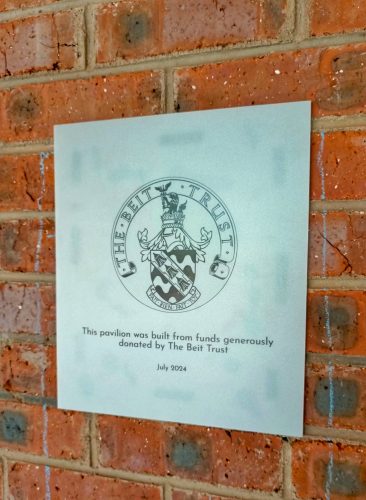 THE · BEIT · TRUST
This pavilion was built from funds generously
donated by The Beit Trust
July 2024